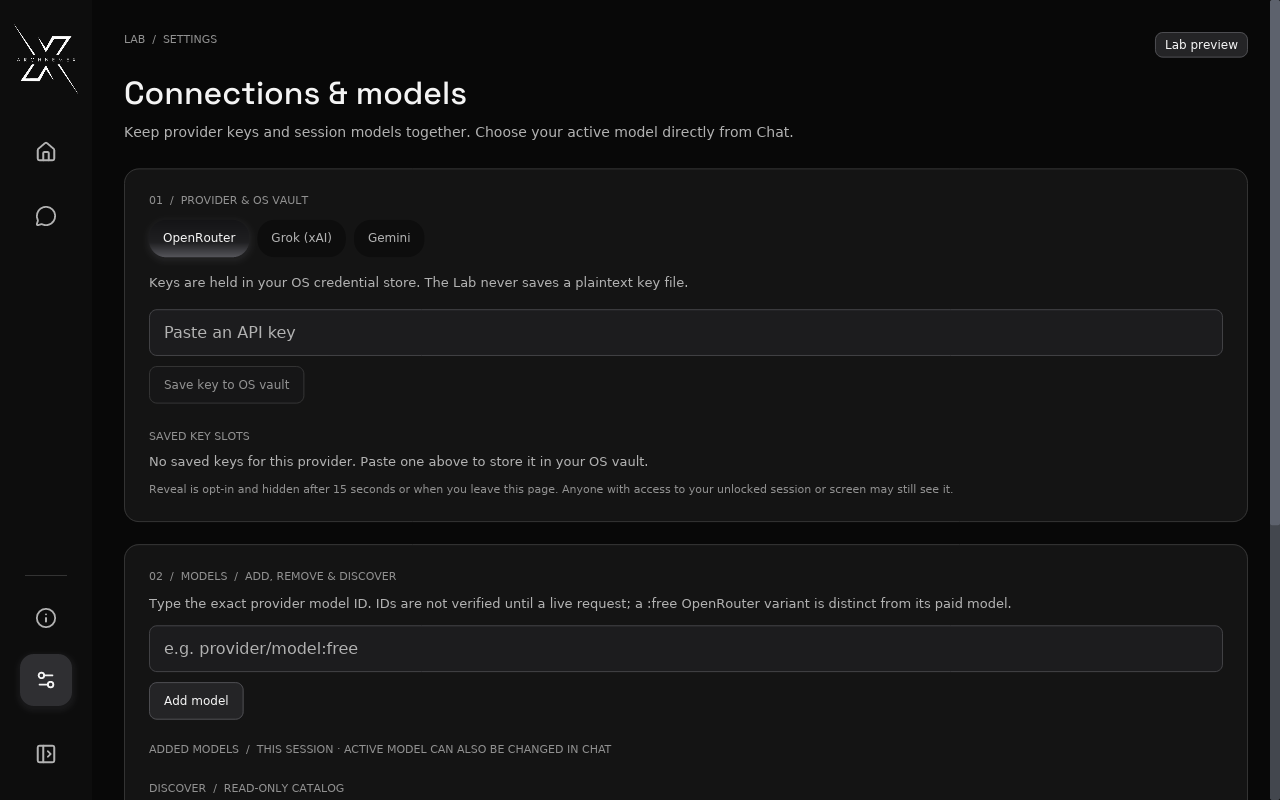 LAB / SETTINGS
Lab preview
Connections & models
Keep provider keys and session models together. Choose your active model directly from Chat.
01 / PROVIDER & OS VAULT
OpenRouter
Grok (xAI)
Gemini
Keys are held in your OS credential store. The Lab never saves a plaintext key file.
Paste an API key
Save key to OS vault
SAVED KEY SLOTS
No saved keys for this provider. Paste one above to store it in your OS vault.
Reveal is opt-in and hidden after 15 seconds or when you leave this page. Anyone with access to your unlocked session or screen may still see it.
02 / MODELS / ADD, REMOVE & DISCOVER
Type the exact provider model ID. IDs are not verified until a live request; a :free OpenRouter variant is distinct from its paid model.
e.g. provider/model:free
Add model
ADDED MODELS / THIS SESSION · ACTIVE MODEL CAN ALSO BE CHANGED IN CHAT
DISCOVER / READ-ONLY CATALOG